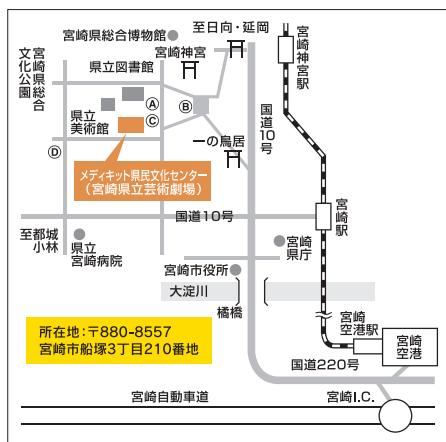 至日向・延岡
宮崎県総合博物館
宮崎神宮
宮崎県総合
文化公園
県立図書館
宮崎神宮駅
国道10号
県立
美術館
Ⓐ
Ⓑ
Ⓒ
Ⓓ
一の鳥居
メディキット県民文化センター
（宮崎県立芸術劇場）
国道10号
宮崎駅
至都城
小林
県立
宮崎病院
宮崎
県庁
宮崎市役所
大淀川
橘橋
宮崎
空港駅
宮崎
空港
所在地：〒880-8557
宮崎市船塚3丁目210番地
国道220号
宮崎自動車道
宮崎I.C.